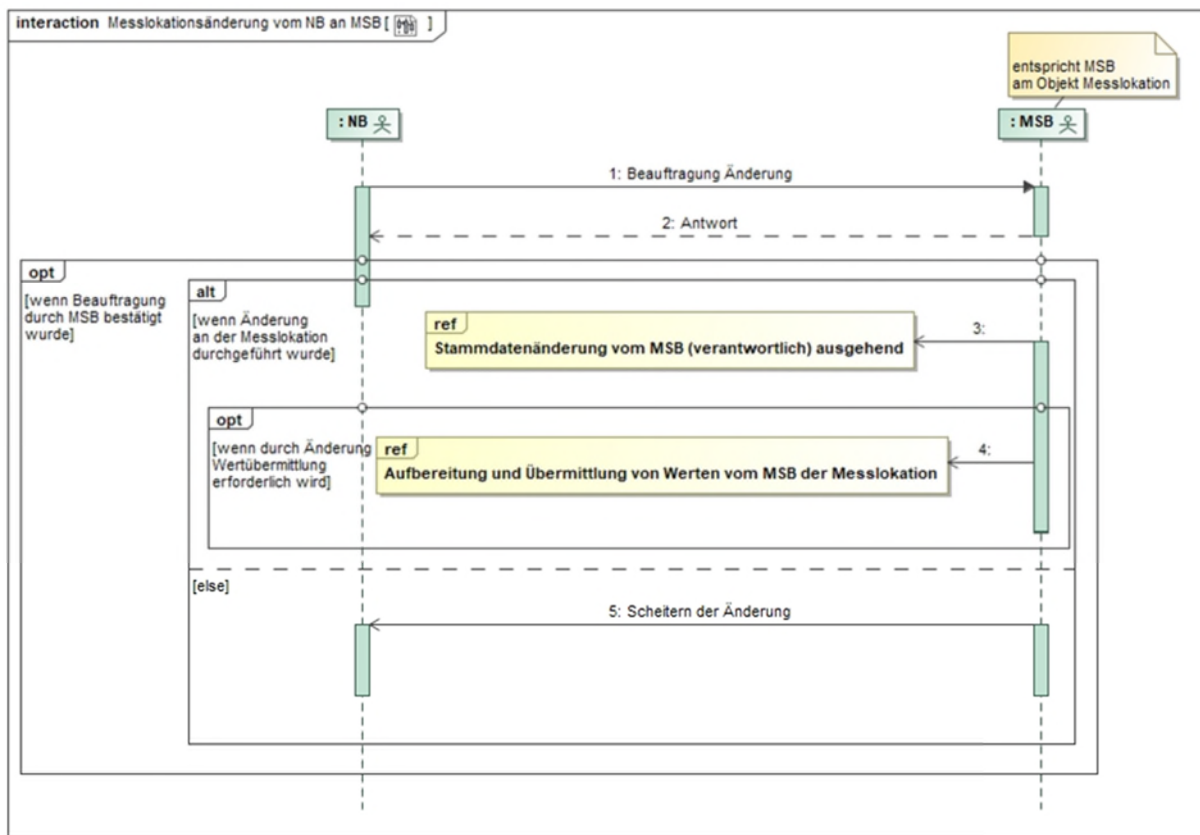 interaction Messlokationsänderung vom NB an MSB [ ]
entspricht MSB
am Objekt Messlokation
: NB
: MSB
1: Beauftragung Änderung
2: Antwort
opt
[wenn Beauftragung
durch MSB bestätigt
wurde]
alt
[wenn Änderung
an der Messlokation
durchgeführt wurde]
ref
Stammdatenänderung vom MSB (verantwortlich) ausgehend
3:
opt
[wenn durch Änderung
Wertübermittlung
erforderlich wird]
ref
Aufbereitung und Übermittlung von Werten vom MSB der Messlokation
4:
[else]
5: Scheitern der Änderung